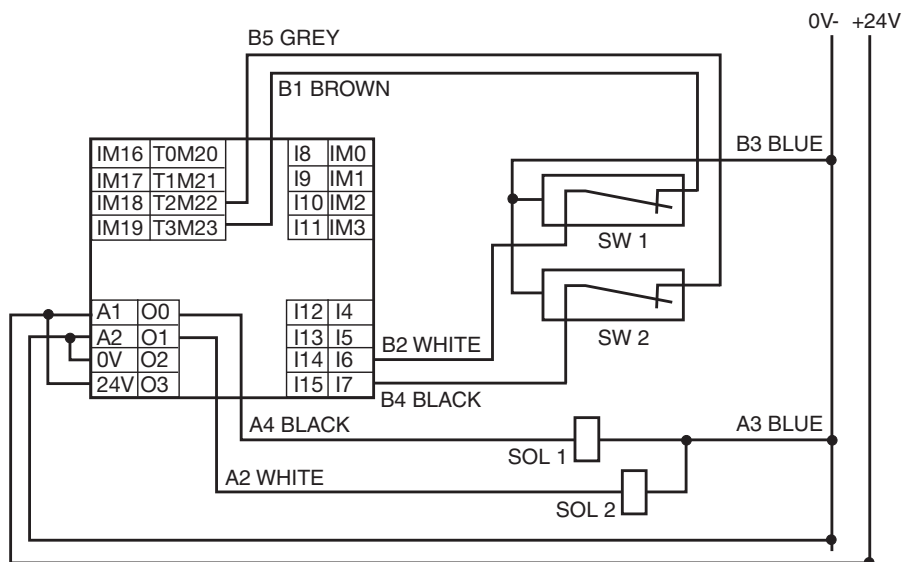 0V- +24V
B5 GREY
B1 BROWN
B3 BLUE
IM16 T0M20 I8 IM0
IM17 T1M21 I9 IM1
IM18 T2M22 I10 IM2
IM19 T3M23 I11 IM3
SW 1
A1 O0 I12 I4
A2 O1 I13 I5
0V O2 I14 I6
24V O3 I15 I7
SW 2
B2 WHITE
B4 BLACK
A4 BLACK
A3 BLUE
SOL 1
A2 WHITE
SOL 2